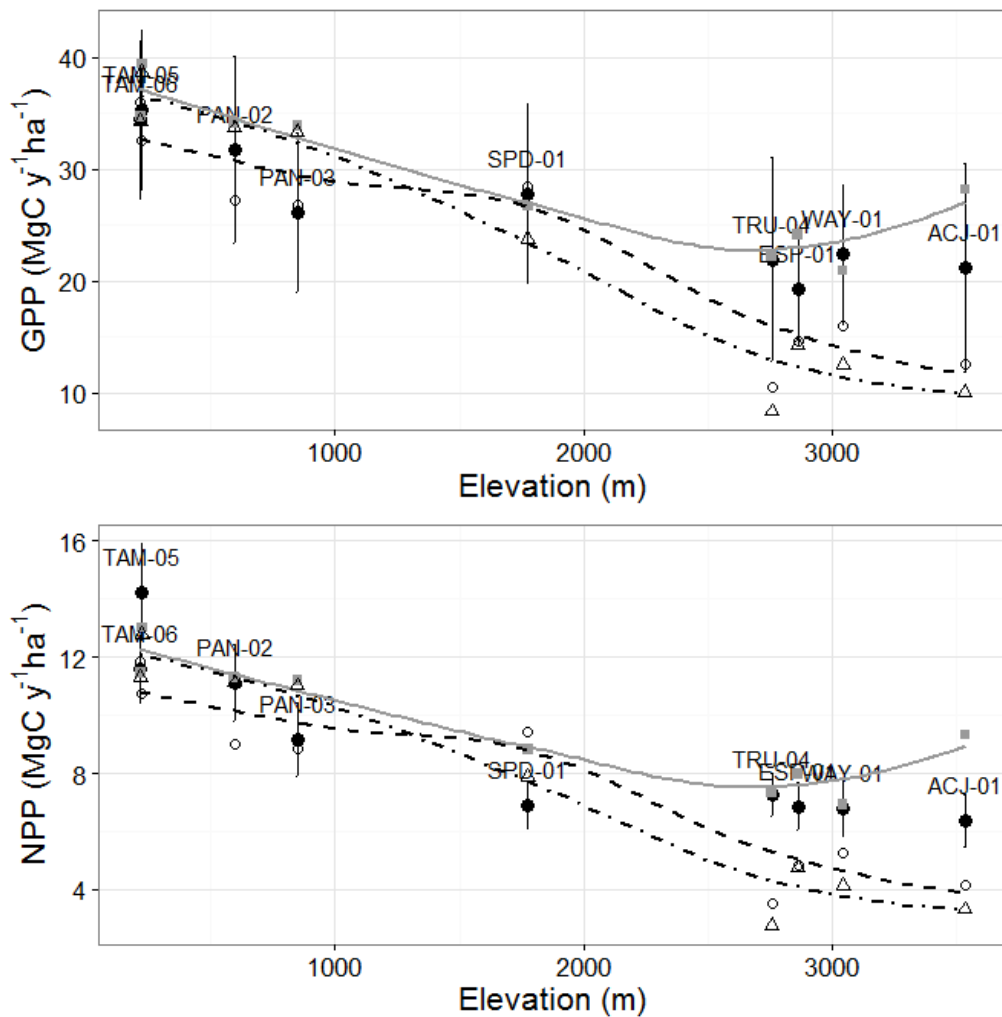 GPP (MgC y⁻¹ha⁻¹)
40
30
20
10
TAM-05
TAM-06
PAN-02
PAN-03
SPD-01
TRU-04
WAY-01
ESP-01
ACJ-01
1000
2000
3000
Elevation (m)
NPP (MgC y⁻¹ha⁻¹)
16
12
8
4
TAM-05
TAM-06
PAN-02
PAN-03
SPD-01
TRU-04
ESP-01
WAY-01
ACJ-01
1000
2000
3000
Elevation (m)